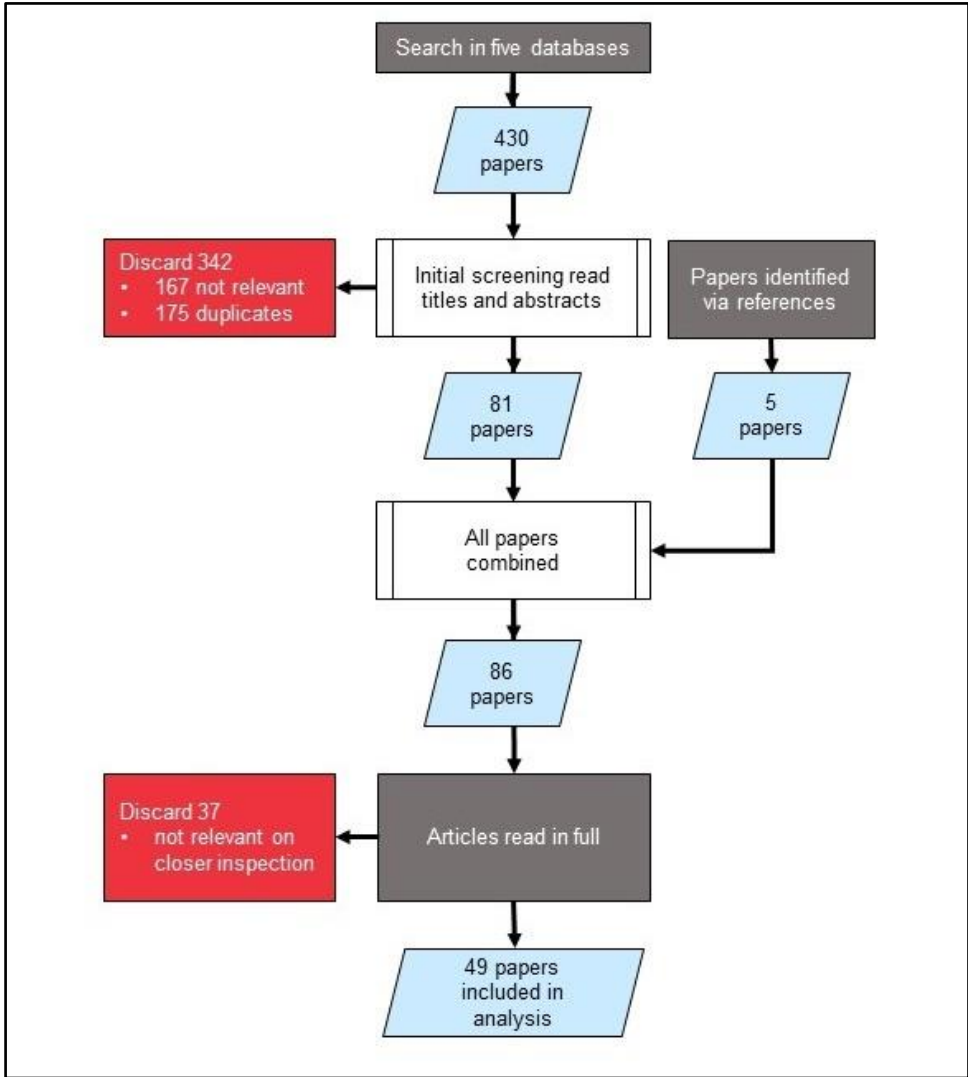 Search in five databases
430
papers
Discard 342
• 167 not relevant
• 175 duplicates
Initial screening read
titles and abstracts
Papers identified
via references
81
papers
5
papers
All papers
combined
86
papers
Discard 37
• not relevant on
closer inspection
Articles read in full
49 papers
included in
analysis